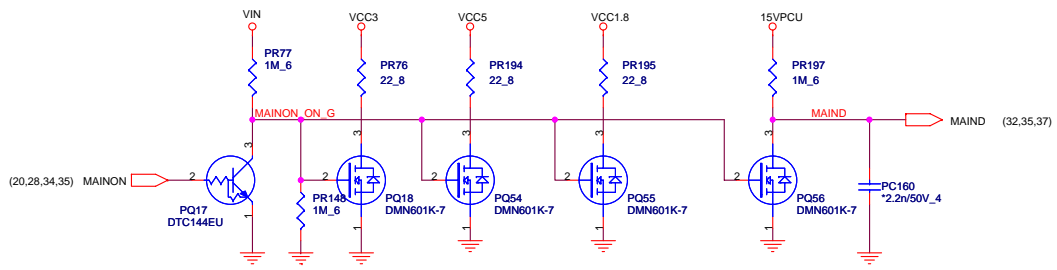 VIN
VCC3
VCC5
VCC1.8
15VPCU
PR77
1M_6
PR76
22_8
PR194
22_8
PR195
22_8
PR197
1M_6
MAINON_ON_G
MAIND
3
3
3
3
3
MAIND (32,35,37)
(20,28,34,35) MAINON
2
2
2
2
2
PR148
1M_6
PQ17
DTC144EU
PQ18
DMN601K-7
PQ54
DMN601K-7
PQ55
DMN601K-7
PQ56
DMN601K-7
PC160
*2.2n/50V_4
1
1
1
1
1